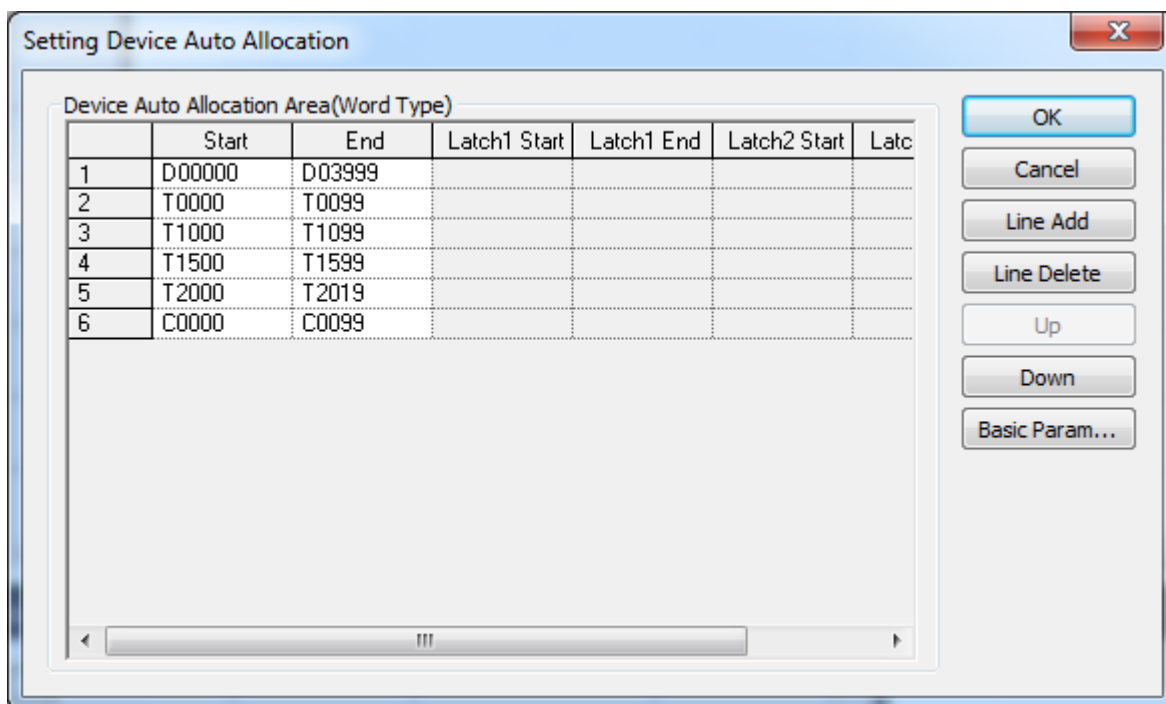 Setting Device Auto Allocation
Device Auto Allocation Area(Word Type)
Start End Latch1 Start Latch1 End Latch2 Start Latc
1 D00000 D03999
2 T0000 T0099
3 T1000 T1099
4 T1500 T1599
5 T2000 T2019
6 C0000 C0099
OK
Cancel
Line Add
Line Delete
Up
Down
Basic Param...